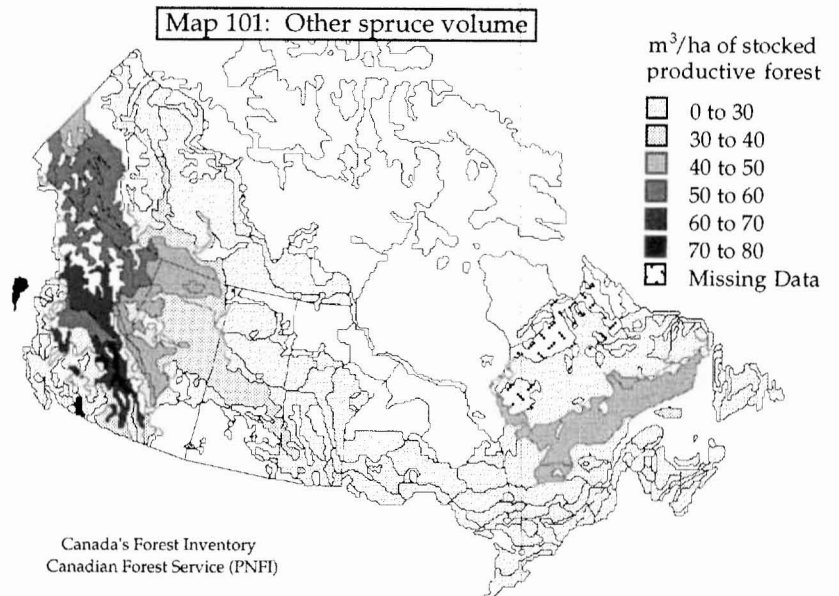 Map 101: Other spruce volume
m³/ha of stocked
productive forest
0 to 30
30 to 40
40 to 50
50 to 60
60 to 70
70 to 80
Missing Data
Canada's Forest Inventory
Canadian Forest Service (PNFI)